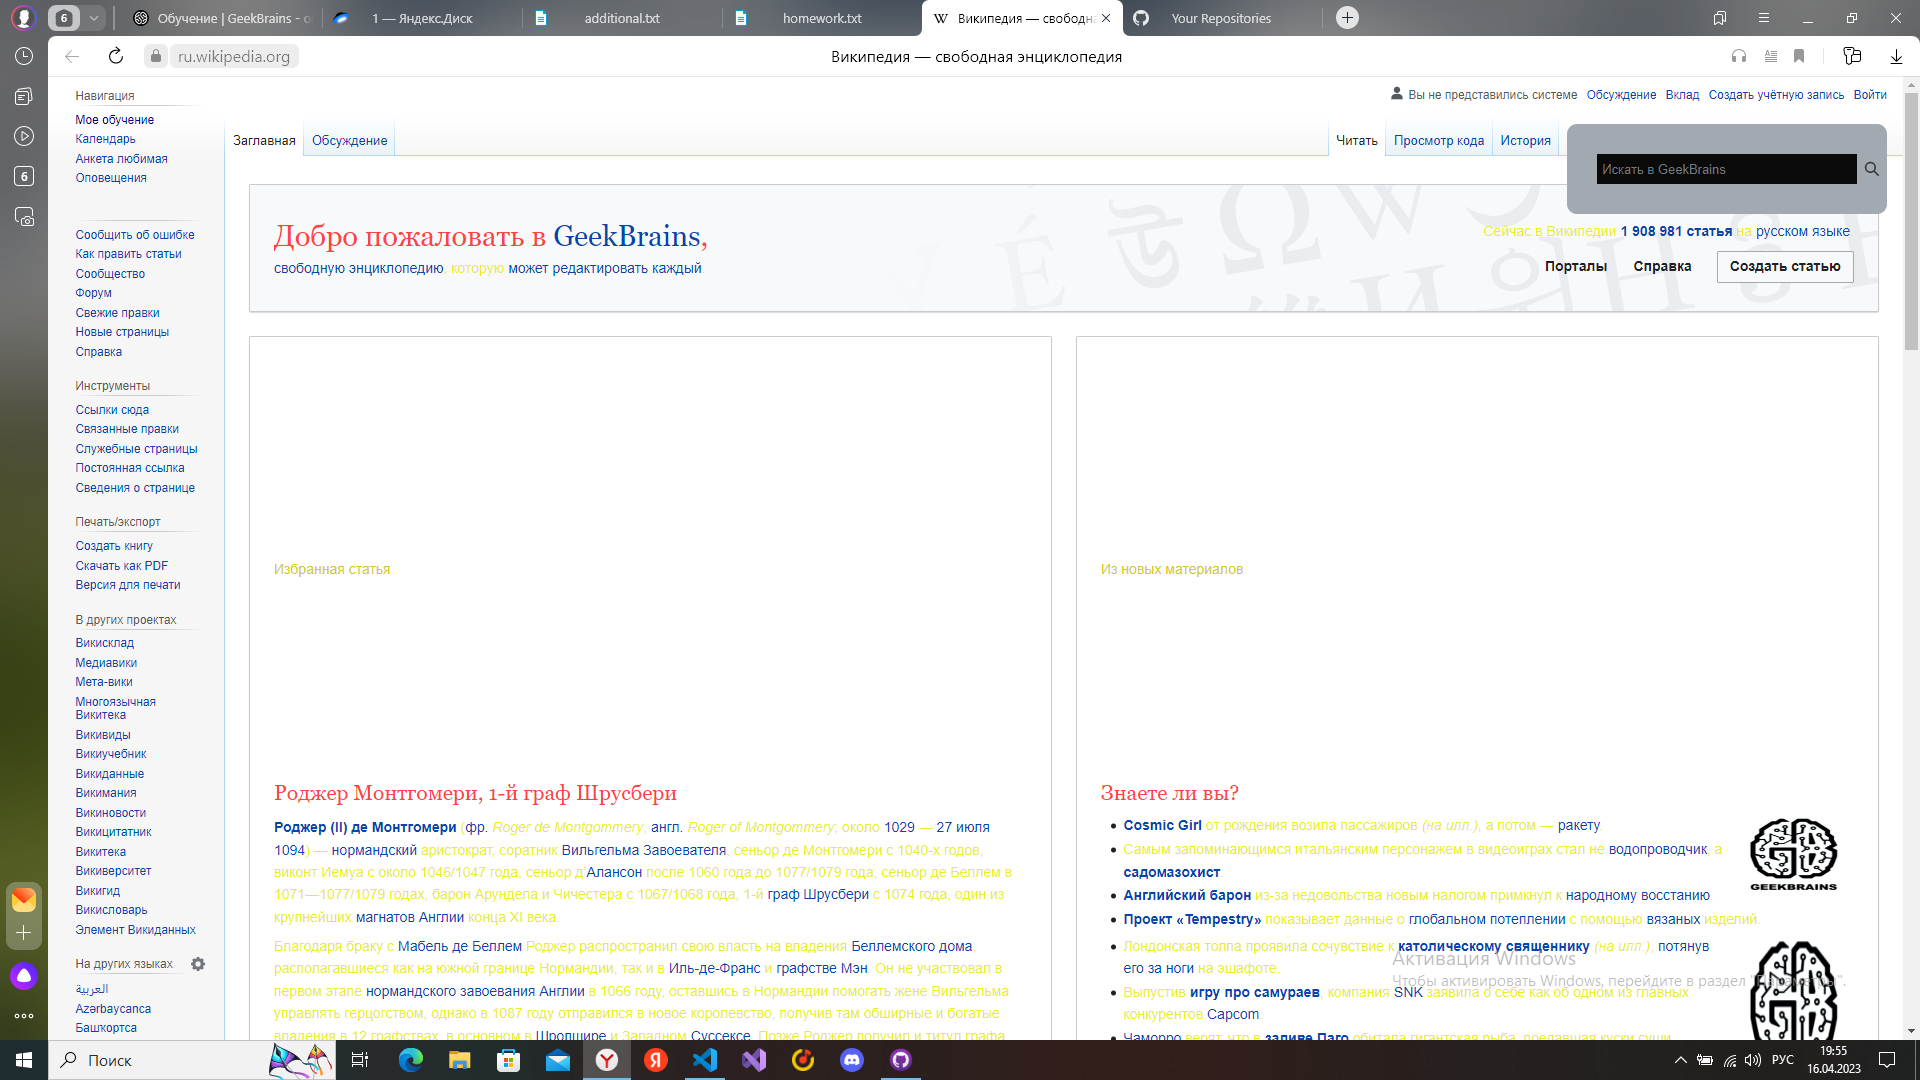 6
Обучение | GeekBrains -
1 — Яндекс.Диск
additional.txt
homework.txt
Википедия — свободн
Your Repositories
ru.wikipedia.org
Википедия — свободная энциклопедия
6
Навигация
Мое обучение
Календарь
Анкета любимая
Оповещения
Сообщить об ошибке
Как править статьи
Сообщество
Форум
Свежие правки
Новые страницы
Справка
Инструменты
Ссылки сюда
Связанные правки
Служебные страницы
Постоянная ссылка
Сведения о странице
Печать/экспорт
Создать книгу
Скачать как PDF
Версия для печати
В других проектах
Викисклад
Медиавики
Мета-вики
Многоязычная
Викитека
Викивиды
Викиучебник
Викиданные
Викимания
Викиновости
Викицитатник
Викитека
Викиверситет
Викигид
Викисловарь
Элемент Викиданных
На других языках
العربية
Azərbaycanca
Башҡортса
Вы не представились системе Обсуждение Вклад Создать учётную запись Войти
Заглавная Обсуждение
Читать Просмотр кода История
Искать в GeekBrains
Добро пожаловать в GeekBrains,
свободную энциклопедию, которую может редактировать каждый.
Сейчас в Википедии 1 908 981 статья на русском языке
Порталы Справка Создать статью
Избранная статья
Роджер Монтгомери, 1-й граф Шрусбери
Роджер (II) де Монтгомери (фр. Roger de Montgommery, англ. Roger of Montgommery; около 1029 — 27 июля
1094) — нормандский аристократ, соратник Вильгельма Завоевателя, сеньор де Монтгомери с 1040-х годов,
виконт Иемуа с около 1046/1047 года, сеньор д'Алансон после 1060 года до 1077/1079 года, сеньор де Беллем в
1071—1077/1079 годах, барон Арундела и Чичестера с 1067/1068 года, 1-й граф Шрусбери с 1074 года, один из
крупнейших магнатов Англии конца XI века.
Благодаря браку с Мабель де Беллем Роджер распространил свою власть на владения Беллемского дома,
располагавшиеся как на южной границе Нормандии, так и в Иль-де-Франс и графстве Мэн. Он не участвовал в
первом этапе нормандского завоевания Англии в 1066 году, оставшись в Нормандии помогать жене Вильгельма
управлять герцогством, однако в 1087 году отправился в новое королевство, получив там обширные и богатые
владения в 12 графствах, в основном в Шропшире и Западном Суссексе. Позже Роджер получил и титул графа
Из новых материалов
Знаете ли вы?
Cosmic Girl от рождения возила пассажиров (на илл.), а потом — ракету
Самым запоминающимся итальянским персонажем в видеоиграх стал не водопроводчик, а
садомазохист
Английский барон из-за недовольства новым налогом примкнул к народному восстанию
Проект «Tempestry» показывает данные о глобальном потеплении с помощью вязаных изделий.
Лондонская толпа проявила сочувствие к католическому священнику (на илл.), потянув
его за ноги на эшафоте.
Выпустив игру про самураев, компания SNK заявила о себе как об одном из главных
конкурентов Capcom.
Чаморро верят, что в заливе Паго обитала гигантская рыба, поедавшая куски суши
GEEKBRAINS
Активация Windows
Чтобы активировать Windows, перейдите в раздел "Параметры".
Поиск
РУС
19:55
16.04.2023